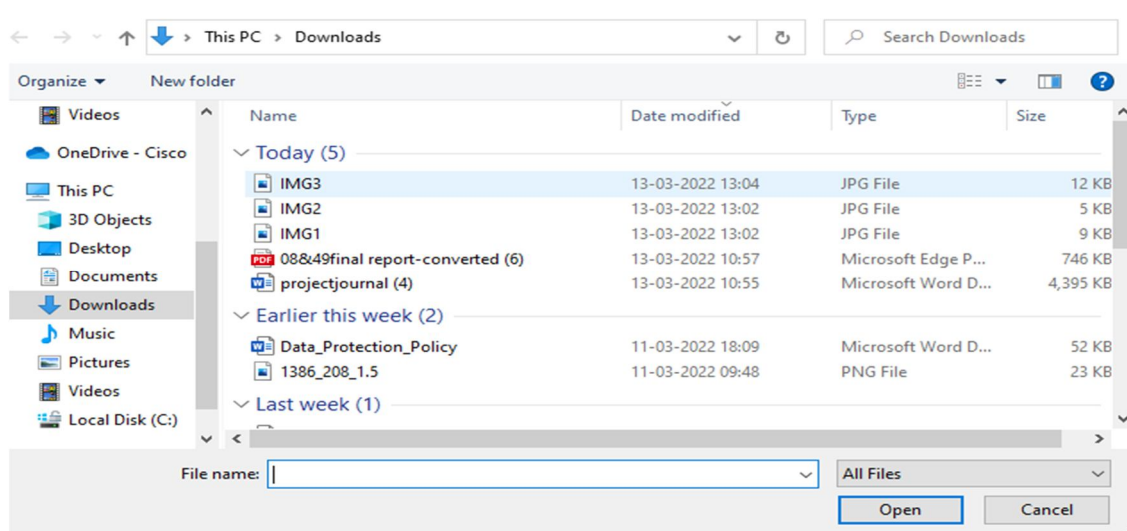 This PC > Downloads
Search Downloads
Organize New folder
Name Date modified Type Size
Videos
OneDrive - Cisco
This PC
3D Objects
Desktop
Documents
Downloads
Music
Pictures
Videos
Local Disk (C:)
Today (5)
IMG3 13-03-2022 13:04 JPG File 12 KB
IMG2 13-03-2022 13:02 JPG File 5 KB
IMG1 13-03-2022 13:02 JPG File 9 KB
PDF 08&49final report-converted (6) 13-03-2022 10:57 Microsoft Edge P... 746 KB
projectjournal (4) 13-03-2022 10:55 Microsoft Word D... 4,395 KB
Earlier this week (2)
Data_Protection_Policy 11-03-2022 18:09 Microsoft Word D... 52 KB
1386_208_1.5 11-03-2022 09:48 PNG File 23 KB
Last week (1)
File name: All Files
Open Cancel